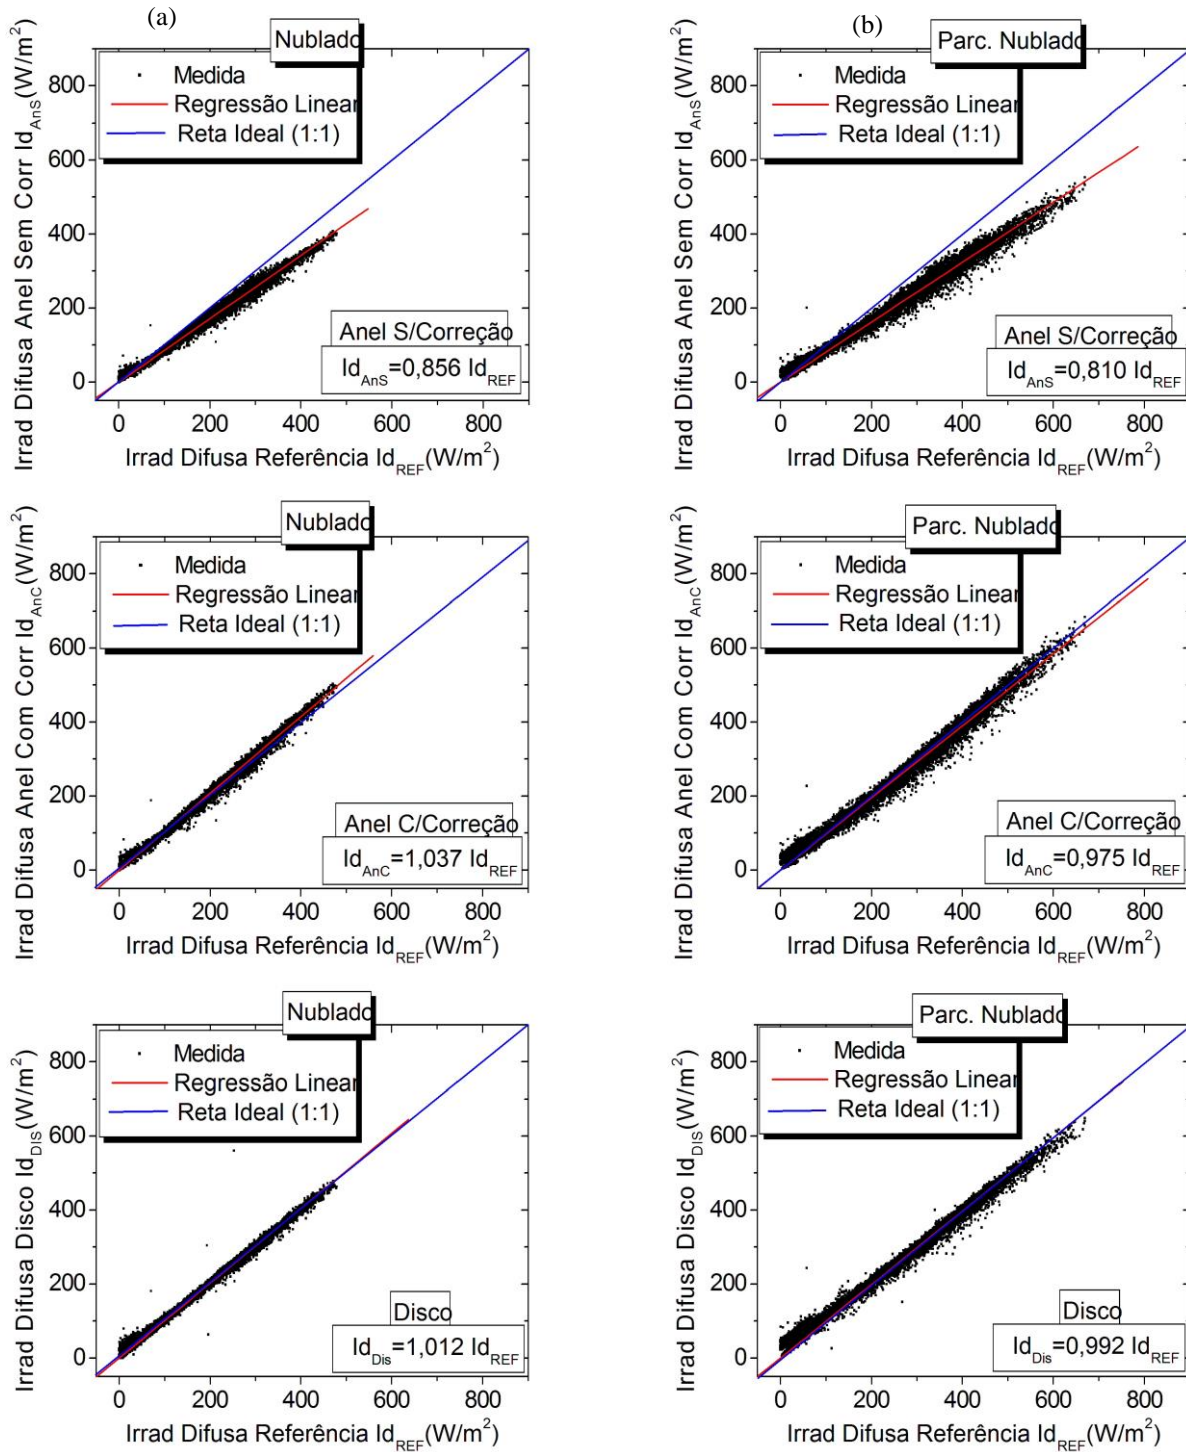 (a)
Nublado
Irrad Difusa Anel Sem Corr Id_AnS(W/m²)
800
600
400
200
0
Medida
Regressão Linear
Reta Ideal (1:1)
Anel S/Correção
Id_AnS=0,856 Id_REF
0 200 400 600 800
Irrad Difusa Referência Id_REF(W/m²)
(b)
Parc. Nublado
Irrad Difusa Anel Sem Corr Id_AnS(W/m²)
800
600
400
200
0
Medida
Regressão Linear
Reta Ideal (1:1)
Anel S/Correção
Id_AnS=0,810 Id_REF
0 200 400 600 800
Irrad Difusa Referência Id_REF(W/m²)
Nublado
Irrad Difusa Anel Com Corr Id_AnC(W/m²)
800
600
400
200
0
Medida
Regressão Linear
Reta Ideal (1:1)
Anel C/Correção
Id_AnC=1,037 Id_REF
0 200 400 600 800
Irrad Difusa Referência Id_REF(W/m²)
Parc. Nublado
Irrad Difusa Anel Com Corr Id_AnC(W/m²)
800
600
400
200
0
Medida
Regressão Linear
Reta Ideal (1:1)
Anel C/Correção
Id_AnC=0,975 Id_REF
0 200 400 600 800
Irrad Difusa Referência Id_REF(W/m²)
Nublado
Irrad Difusa Disco Id_DIS(W/m²)
800
600
400
200
0
Medida
Regressão Linear
Reta Ideal (1:1)
Disco
Id_Dis=1,012 Id_REF
0 200 400 600 800
Irrad Difusa Referência Id_REF(W/m²)
Parc. Nublado
Irrad Difusa Disco Id_DIS(W/m²)
800
600
400
200
0
Medida
Regressão Linear
Reta Ideal (1:1)
Disco
Id_Dis=0,992 Id_REF
0 200 400 600 800
Irrad Difusa Referência Id_REF(W/m²)